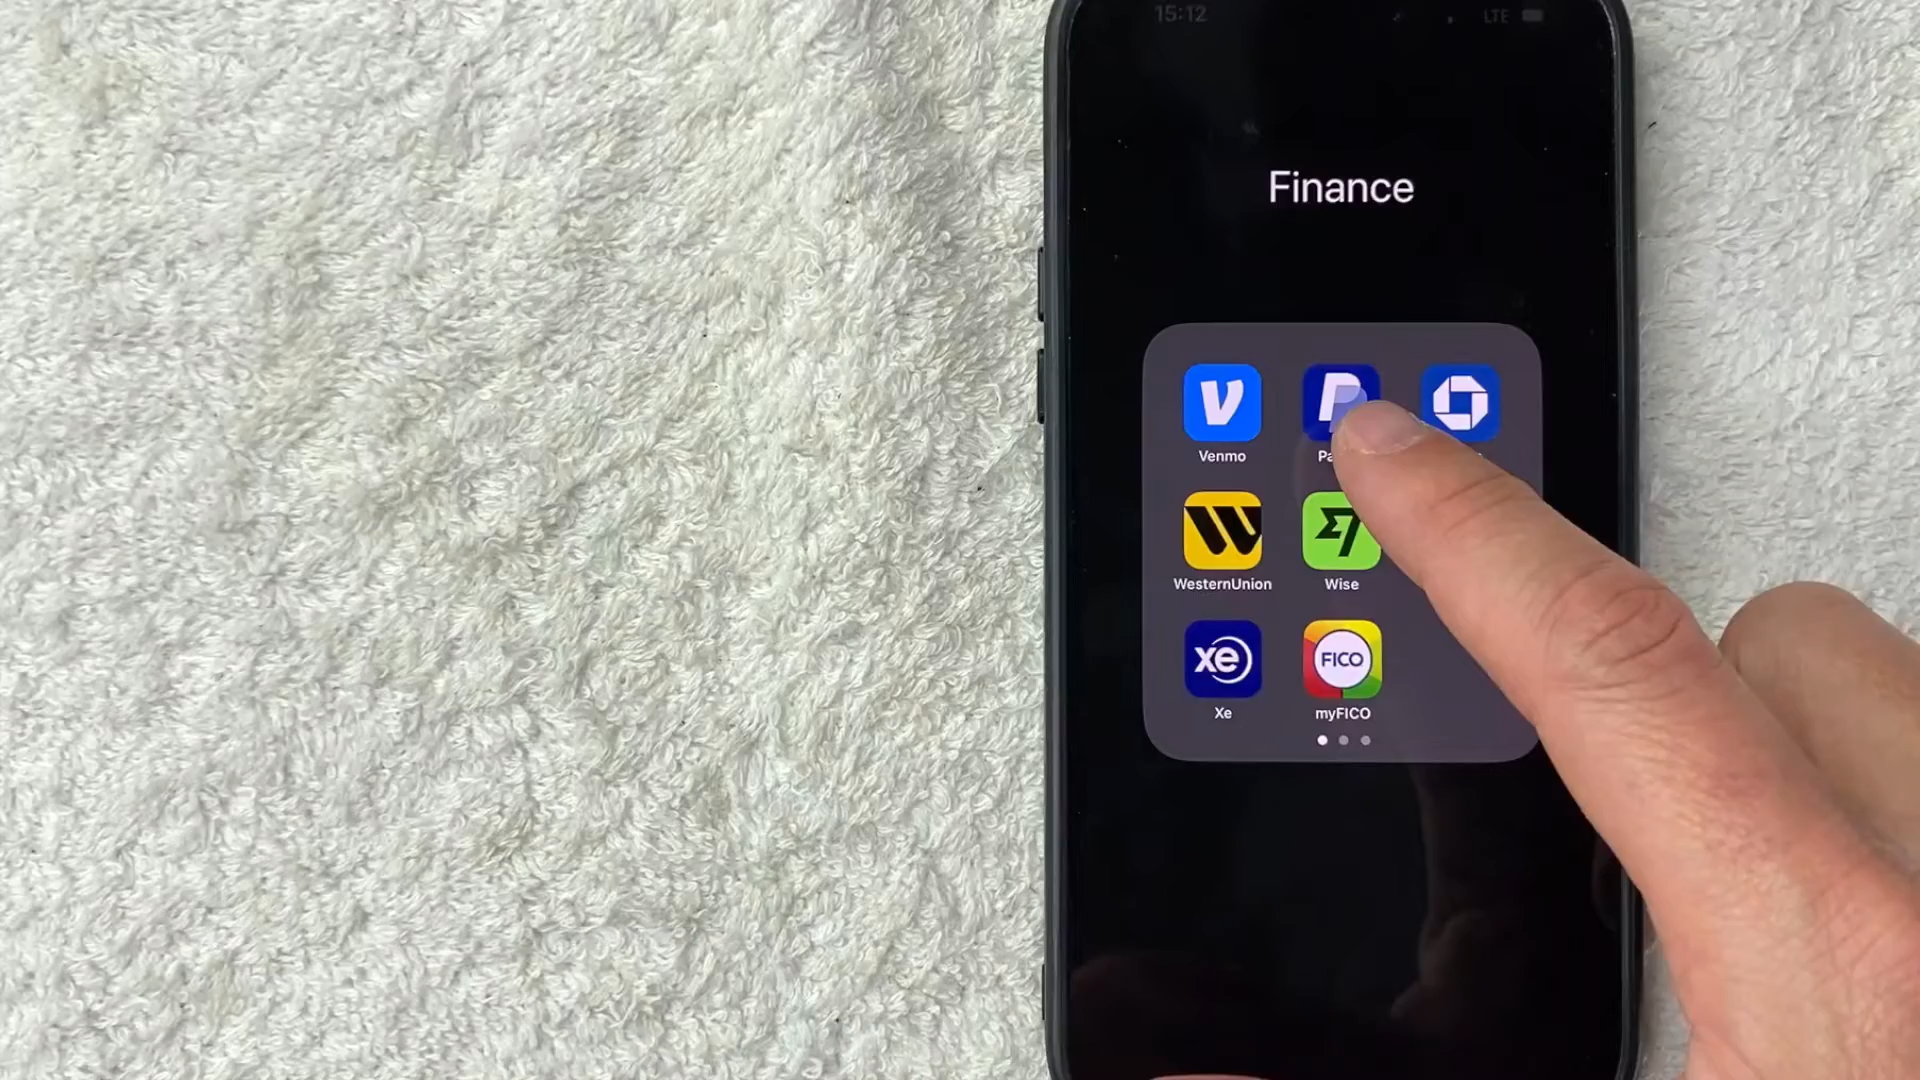 15:12
LTE
Finance
Venmo
WesternUnion
Wise
xe
FICO
Xe
myFICO